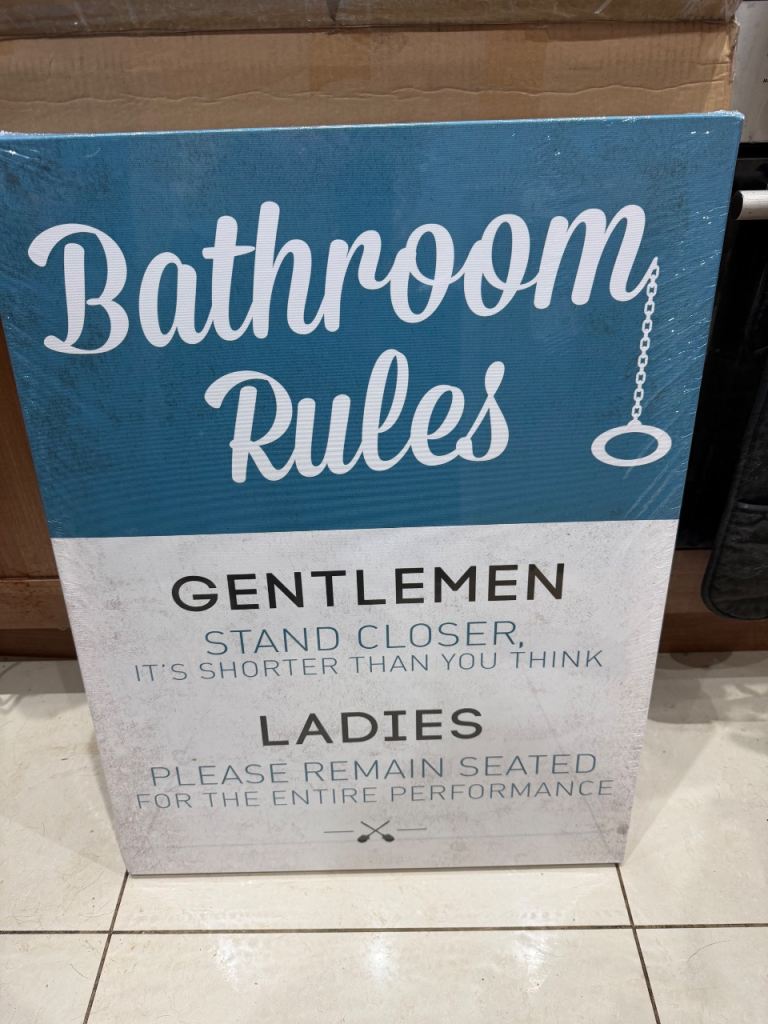 Bathroom
Rules
GENTLEMEN
STAND CLOSER,
IT'S SHORTER THAN YOU THINK
LADIES
PLEASE REMAIN SEATED
FOR THE ENTIRE PERFORMANCE